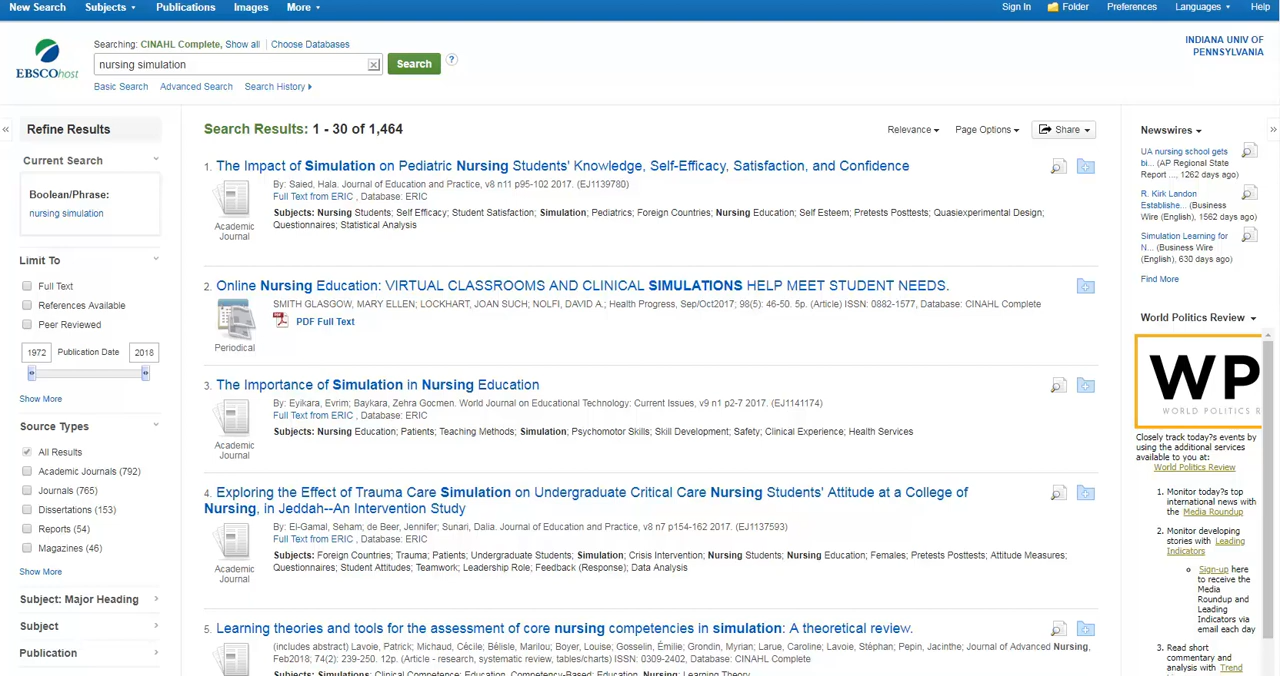 New Search Subjects Publications Images More Sign In Folder Preferences Languages Help
Searching: CINAHL Complete, Show all | Choose Databases
INDIANA UNIV OF
PENNSYLVANIA
EBSCOhost
nursing simulation Search ?
Basic Search Advanced Search Search History
Refine Results
Current Search
Boolean/Phrase:
nursing simulation
Limit To
Full Text
References Available
Peer Reviewed
1972 Publication Date 2018
Show More
Source Types
All Results
Academic Journals (792)
Journals (765)
Dissertations (153)
Reports (54)
Magazines (46)
Show More
Subject: Major Heading
Subject
Publication
Search Results: 1 - 30 of 1,464
Relevance Page Options Share
1. The Impact of Simulation on Pediatric Nursing Students' Knowledge, Self-Efficacy, Satisfaction, and Confidence
By: Saied, Hala. Journal of Education and Practice, v8 n11 p95-102 2017. (EJ1139780)
Full Text from ERIC , Database: ERIC
Subjects: Nursing Students; Self Efficacy; Student Satisfaction; Simulation; Pediatrics; Foreign Countries; Nursing Education; Self Esteem; Pretests Posttests; Quasiexperimental Design;
Questionnaires; Statistical Analysis
Academic
Journal
2. Online Nursing Education: VIRTUAL CLASSROOMS AND CLINICAL SIMULATIONS HELP MEET STUDENT NEEDS.
SMITH GLASGOW, MARY ELLEN; LOCKHART, JOAN SUCH; NOLFI, DAVID A.; Health Progress, Sep/Oct2017; 98(5): 46-50. 5p. (Article) ISSN: 0882-1577, Database: CINAHL Complete
PDF Full Text
Periodical
3. The Importance of Simulation in Nursing Education
By: Eyikara, Evrim; Baykara, Zehra Gocmen. World Journal on Educational Technology: Current Issues, v9 n1 p2-7 2017. (EJ1141174)
Full Text from ERIC , Database: ERIC
Subjects: Nursing Education; Patients; Teaching Methods; Simulation; Psychomotor Skills; Skill Development; Safety; Clinical Experience; Health Services
Academic
Journal
4. Exploring the Effect of Trauma Care Simulation on Undergraduate Critical Care Nursing Students' Attitude at a College of
Nursing, in Jeddah--An Intervention Study
By: El-Gamal, Seham; de Beer, Jennifer; Sunari, Dalia. Journal of Education and Practice, v8 n7 p154-162 2017. (EJ1137593)
Full Text from ERIC , Database: ERIC
Subjects: Foreign Countries; Trauma; Patients; Undergraduate Students; Simulation; Crisis Intervention; Nursing Students; Nursing Education; Females; Pretests Posttests; Attitude Measures;
Questionnaires; Student Attitudes; Teamwork; Leadership Role; Feedback (Response); Data Analysis
Academic
Journal
5. Learning theories and tools for the assessment of core nursing competencies in simulation: A theoretical review.
(includes abstract) Lavoie, Patrick; Michaud, Cécile; Bélisle, Marilou; Boyer, Louise; Gosselin, Émilie; Grondin, Myrian; Larue, Caroline; Lavoie, Stéphan; Pepin, Jacinthe; Journal of Advanced Nursing,
Feb2018; 74(2): 239-250. 12p. (Article - research, systematic review, tables/charts) ISSN: 0309-2402, Database: CINAHL Complete
Subjects: Simulations; Clinical Competence; Education, Competency-Based; Education, Nursing; Learning Theory
Newswires
UA nursing school gets
bi... (AP Regional State
Report ..., 1262 days ago)
R. Kirk Landon
Establishe... (Business
Wire (English), 1562 days ago)
Simulation Learning for
N... (Business Wire
(English), 630 days ago)
Find More
World Politics Review
WP
WORLD POLITICS R
Closely track today?s events by
using the additional services
available to you at:
World Politics Review
1. Monitor today?s top
international news with
the Media Roundup
2. Monitor developing
stories with Leading
Indicators
Sign-up here
to receive the
Media
Roundup and
Leading
Indicators via
email each day
3. Read short
commentary and
analysis with Trend